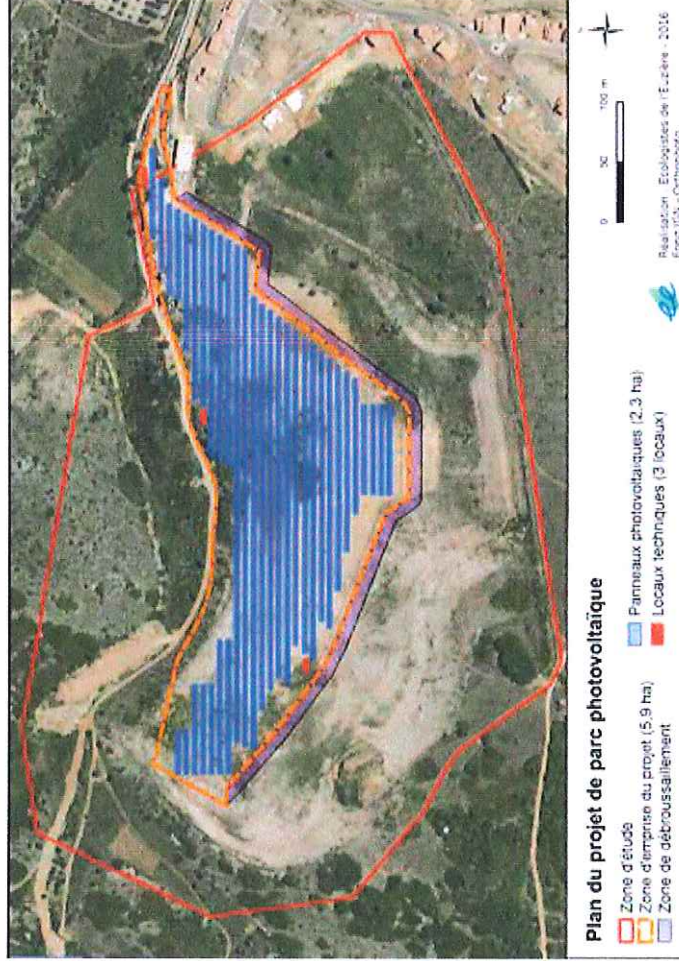 Plan du projet de parc photovoltaïque
Zone d'étude
Zone d'emprise du projet (5,9 ha)
Zone de débroussaillement
Panneaux photovoltaïques (2,3 ha)
Locaux techniques (3 locaux)
0 50 100 m
Réalisation : Ecologistes de l'Euzière - 2016
Orthophoto